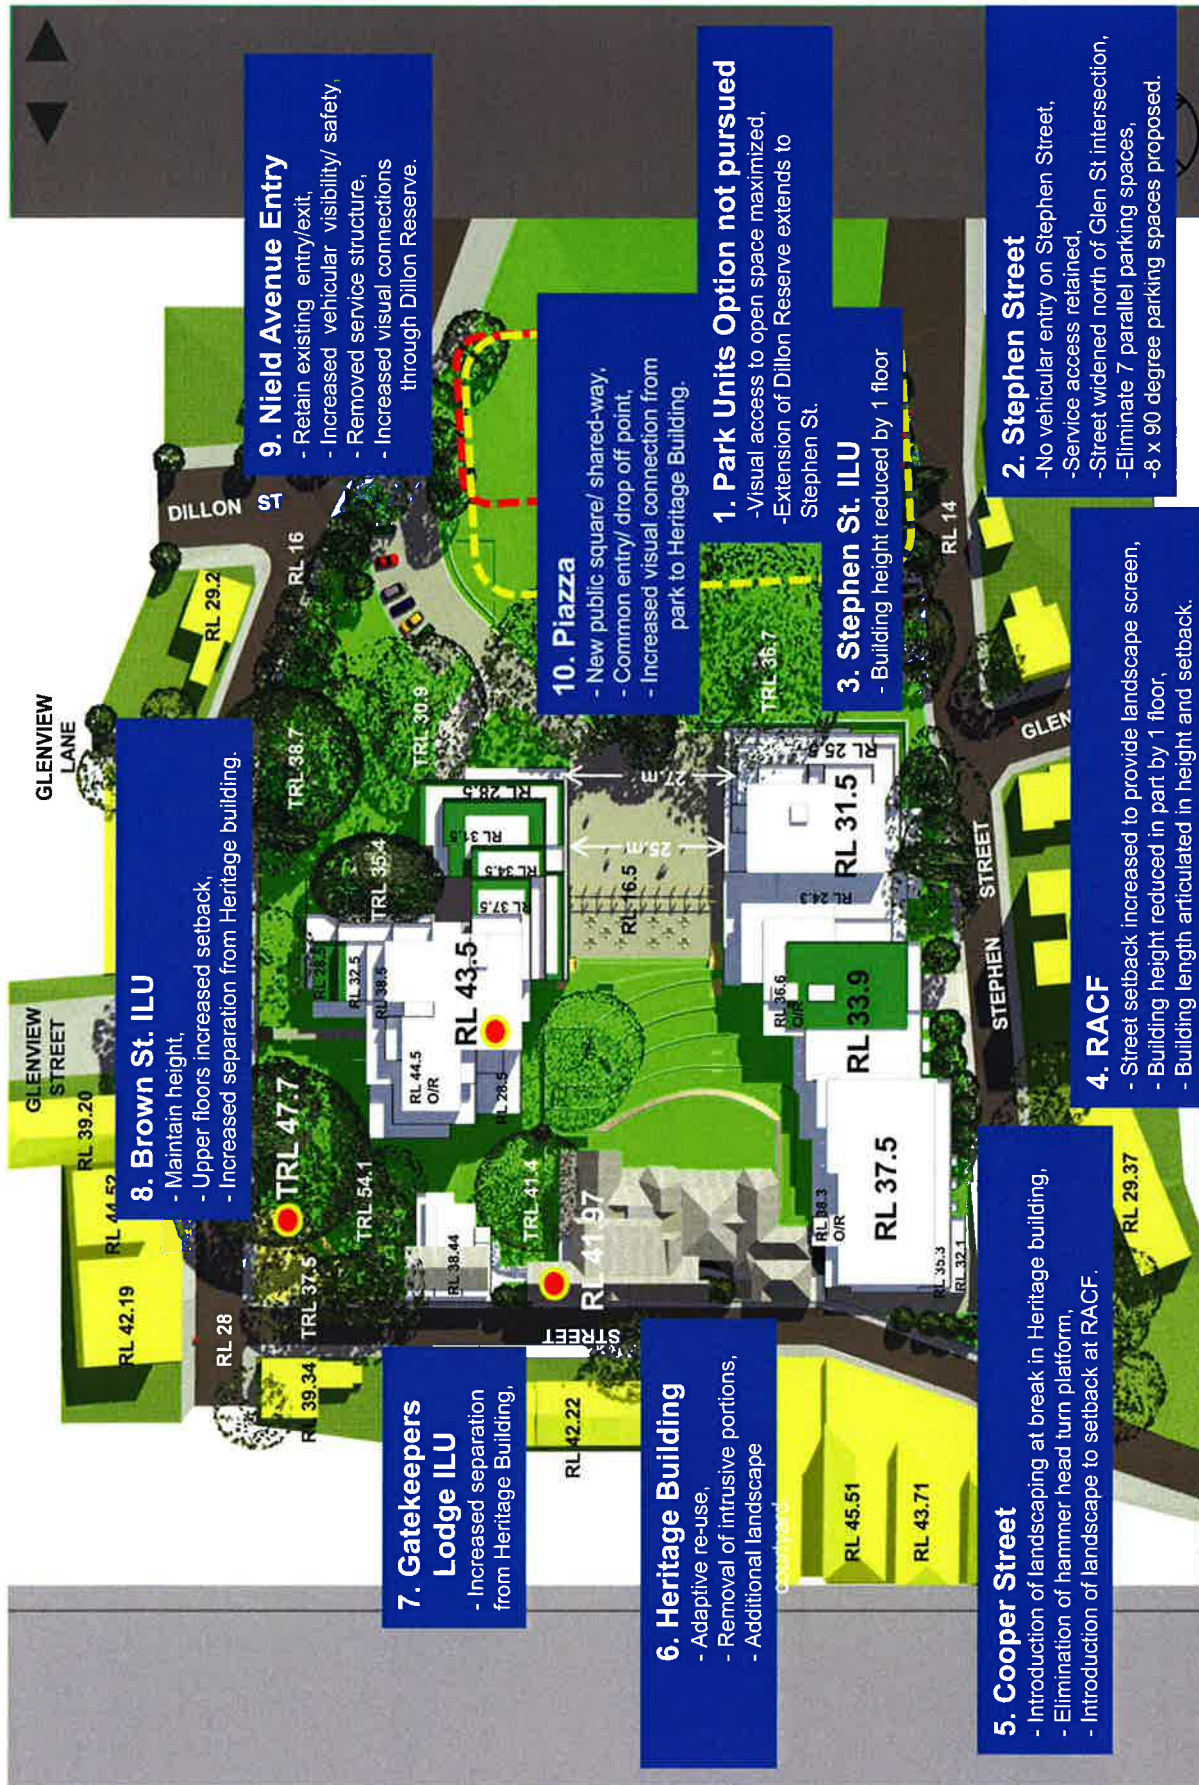 9. Nield Avenue Entry
- Retain existing entry/exit,
- Increased vehicular visibility/ safety,
- Removed service structure,
- Increased visual connections
through Dillon Reserve.
10. Piazza
- New public square/ shared-way,
- Common entry/ drop off point,
- Increased visual connection from
park to Heritage Building.
1. Park Units Option not pursued
-Visual access to open space maximized,
-Extension of Dillon Reserve extends to
Stephen St.
3. Stephen St. ILU
- Building height reduced by 1 floor
2. Stephen Street
-No vehicular entry on Stephen Street,
-Service access retained,
-Street widened north of Glen St intersection,
-Eliminate 7 parallel parking spaces,
-8 x 90 degree parking spaces proposed.
8. Brown St. ILU
- Maintain height,
- Upper floors increased setback,
- Increased separation from Heritage building.
4. RACF
- Street setback increased to provide landscape screen,
- Building height reduced in part by 1 floor,
- Building length articulated in height and setback.
7. Gatekeepers
Lodge ILU
- Increased separation
from Heritage Building,
6. Heritage Building
- Adaptive re-use,
- Removal of intrusive portions,
- Additional landscape
courtyard.
5. Cooper Street
- Introduction of landscaping at break in Heritage building,
- Elimination of hammer head turn platform,
- Introduction of landscape to setback at RACF.
GLENVIEW
LANE
GLENVIEW
STREET
DILLON ST
RL 16
RL 29.2
RL 39.20
RL 44.52
RL 42.19
RL 28
RL 39.34
RL 42.22
RL 45.51
RL 43.71
TRL 38.7
TRL 30.9
TRL 35.4
TRL 47.7
TRL 54.1
TRL 37.5
TRL 41.4
TRL 36.7
RL 28.5
RL 31.5
RL 34.5
RL 37.5
RL 28.5
RL 32.5
RL 38.5
RL 43.5
RL 44.5
O/R
RL 28.5
RL 38.44
RL 41.97
RL 16.5
27.m
25.m
RL 25.5
RL 31.5
RL 24.3
RL 36.6
O/R
RL 33.9
RL 38.3
O/R
RL 37.5
RL 35.3
RL 32.1
RL 29.37
RL 14
GLEN
STEPHEN STREET
STREET